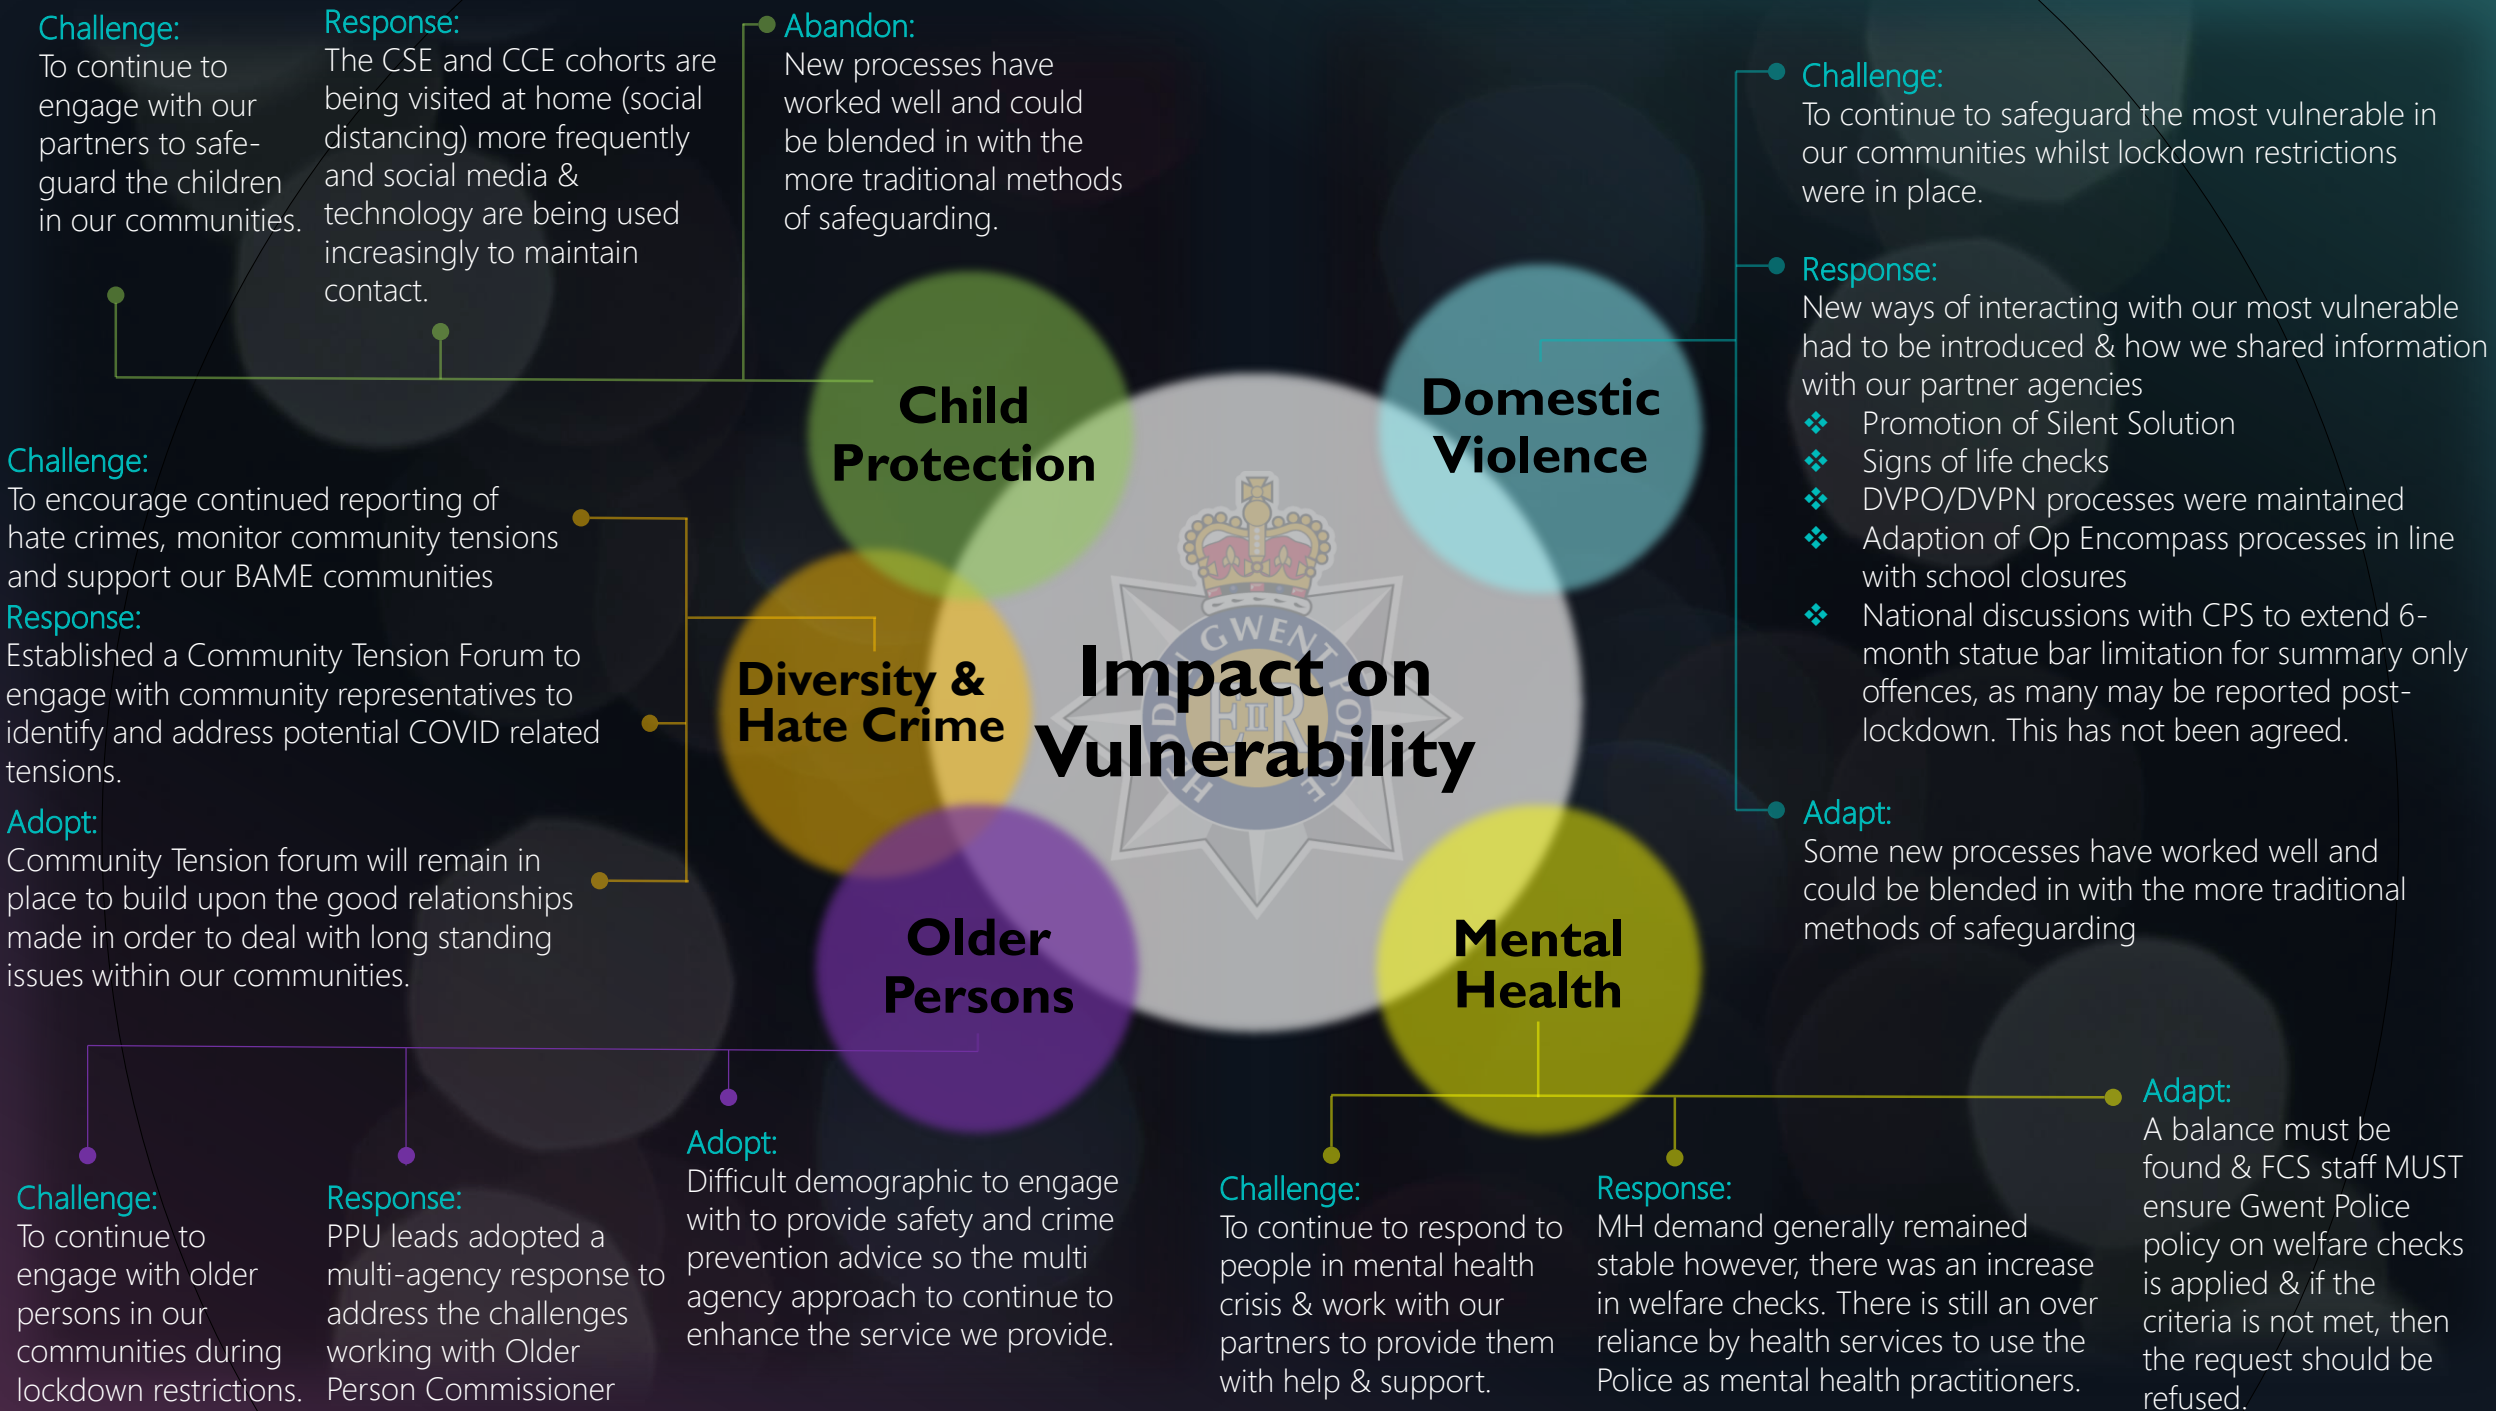 Challenge:
To continue to
engage with our
partners to safe-
guard the children
in our communities.
Response:
The CSE and CCE cohorts are
being visited at home (social
distancing) more frequently
and social media &
technology are being used
increasingly to maintain
contact.
Abandon:
New processes have
worked well and could
be blended in with the
more traditional methods
of safeguarding.
Child
Protection
Challenge:
To continue to safeguard the most vulnerable in
our communities whilst lockdown restrictions
were in place.
Response:
New ways of interacting with our most vulnerable
had to be introduced & how we shared information
with our partner agencies
❖ Promotion of Silent Solution
❖ Signs of life checks
❖ DVPO/DVPN processes were maintained
❖ Adaption of Op Encompass processes in line
with school closures
❖ National discussions with CPS to extend 6-
month statue bar limitation for summary only
offences, as many may be reported post-
lockdown. This has not been agreed.
Adapt:
Some new processes have worked well and
could be blended in with the more traditional
methods of safeguarding
Domestic
Violence
Challenge:
To encourage continued reporting of
hate crimes, monitor community tensions
and support our BAME communities
Response:
Established a Community Tension Forum to
engage with community representatives to
identify and address potential COVID related
tensions.
Adopt:
Community Tension forum will remain in
place to build upon the good relationships
made in order to deal with long standing
issues within our communities.
Diversity &
Hate Crime
Impact on
Vulnerability
HEDDLU GWENT POLICE
EIIR
Older
Persons
Challenge:
To continue to
engage with older
persons in our
communities during
lockdown restrictions.
Response:
PPU leads adopted a
multi-agency response to
address the challenges
working with Older
Person Commissioner
Adopt:
Difficult demographic to engage
with to provide safety and crime
prevention advice so the multi
agency approach to continue to
enhance the service we provide.
Mental
Health
Challenge:
To continue to respond to
people in mental health
crisis & work with our
partners to provide them
with help & support.
Response:
MH demand generally remained
stable however, there was an increase
in welfare checks. There is still an over
reliance by health services to use the
Police as mental health practitioners.
Adapt:
A balance must be
found & FCS staff MUST
ensure Gwent Police
policy on welfare checks
is applied & if the
criteria is not met, then
the request should be
refused.